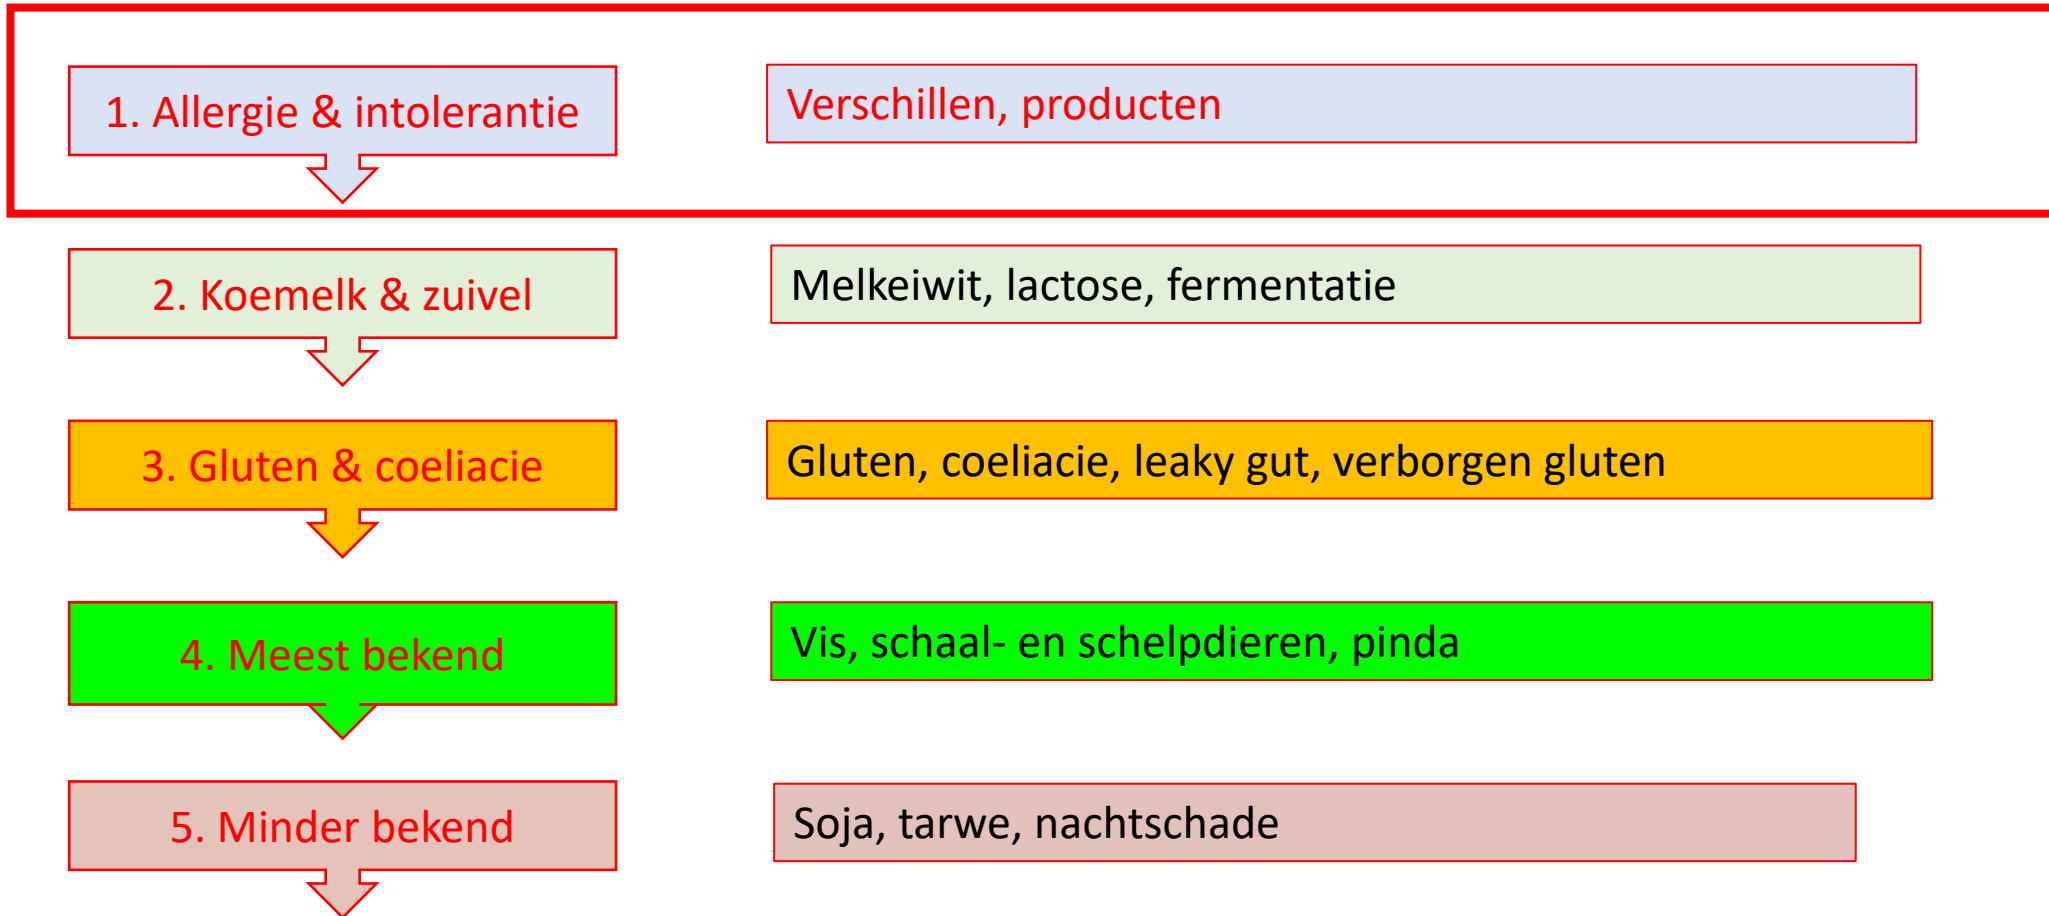 1. Allergie & intolerantie
Verschillen, producten
2. Koemelk & zuivel
Melkeiwit, lactose, fermentatie
3. Gluten & coeliacie
Gluten, coeliacie, leaky gut, verborgen gluten
4. Meest bekend
Vis, schaal- en schelpdieren, pinda
5. Minder bekend
Soja, tarwe, nachtschade